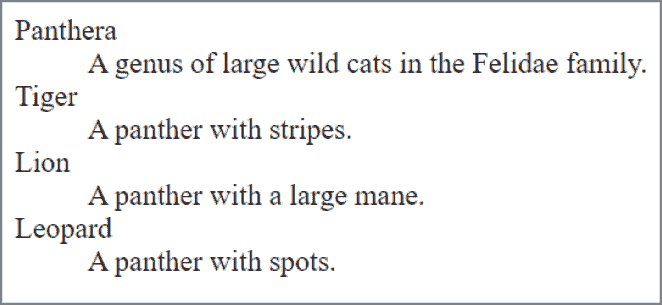 Panthera
A genus of large wild cats in the Felidae family.
Tiger
A panther with stripes.
Lion
A panther with a large mane.
Leopard
A panther with spots.